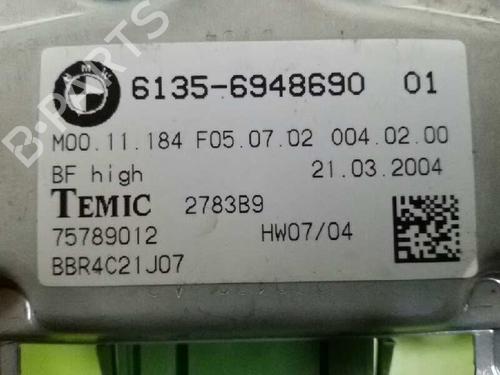 B-PARTS
BMW
6135-6948690 01
M00.11.184 F05.07.02 004.02.00
BF high 21.03.2004
TEMIC 2783B9
75789012 HW07/04
BBR4C21J07